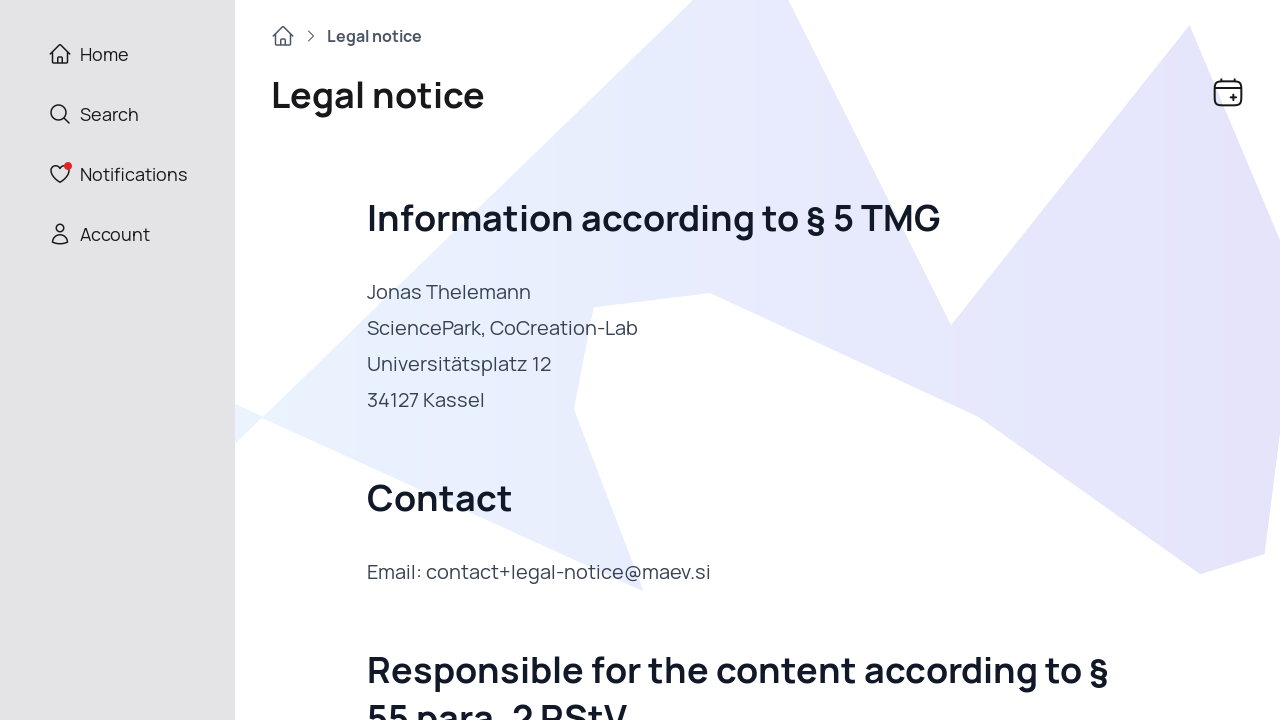 Home
Search
Notifications
Account
Legal notice
Legal notice
Information according to § 5 TMG
Jonas Thelemann
SciencePark, CoCreation-Lab
Universitätsplatz 12
34127 Kassel
Contact
Email: contact+legal-notice@maev.si
Responsible for the content according to §
55 para. 2 RStV